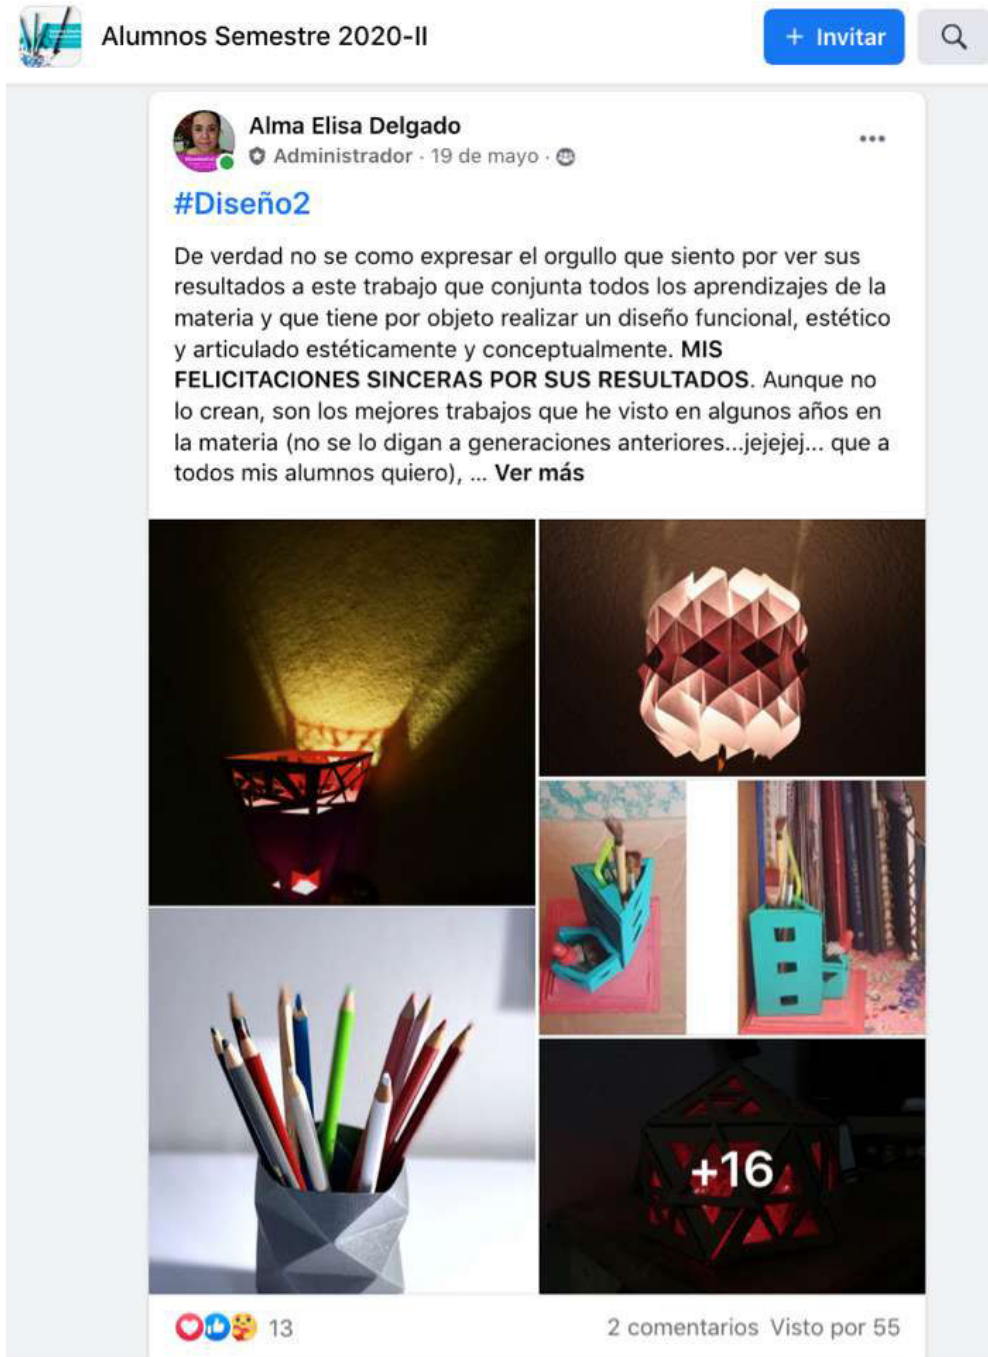 Alumnos Semestre 2020-II
+ Invitar
Alma Elisa Delgado
Administrador · 19 de mayo ·
#Diseño2
De verdad no se como expresar el orgullo que siento por ver sus
resultados a este trabajo que conjunta todos los aprendizajes de la
materia y que tiene por objeto realizar un diseño funcional, estético
y articulado estéticamente y conceptualmente. MIS
FELICITACIONES SINCERAS POR SUS RESULTADOS. Aunque no
lo crean, son los mejores trabajos que he visto en algunos años en
la materia (no se lo digan a generaciones anteriores...jejejej... que a
todos mis alumnos quiero), ... Ver más
+16
13
2 comentarios Visto por 55